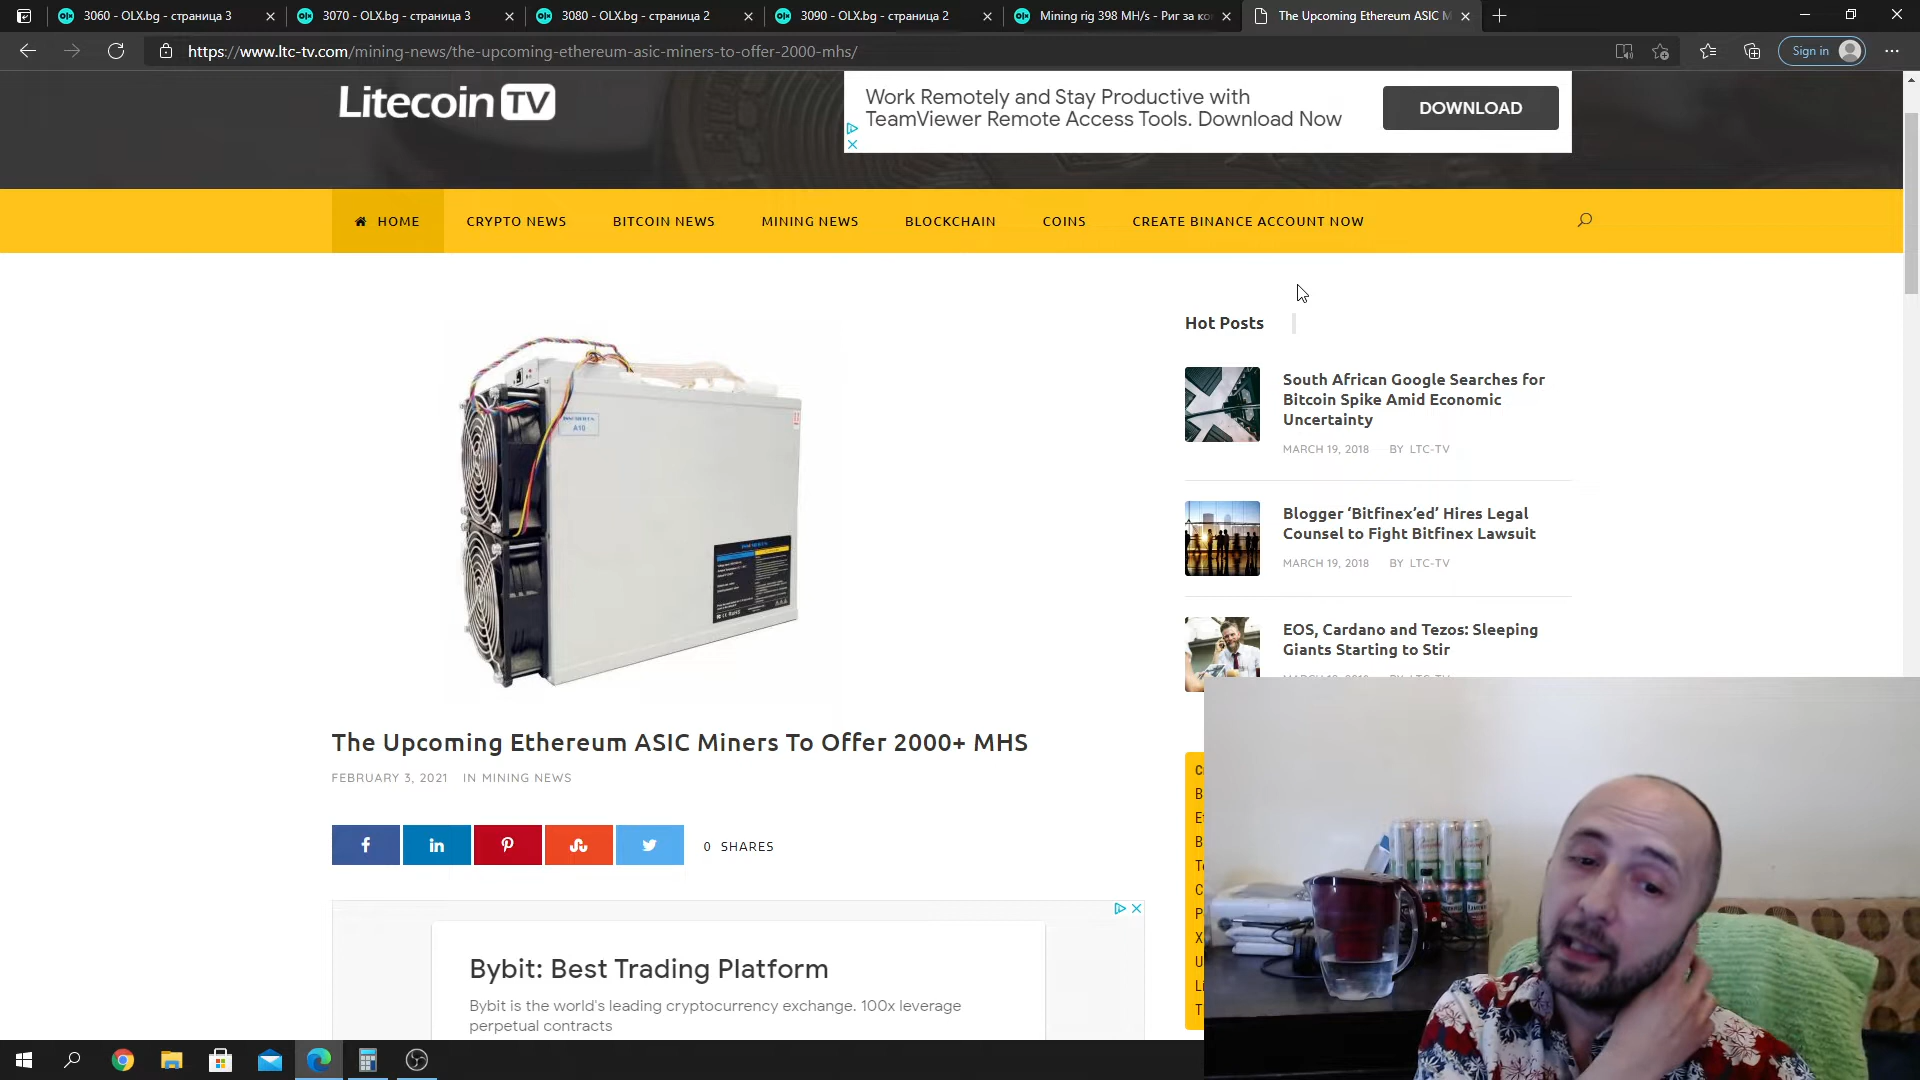 3060 - OLX.bg - страница 3
3070 - OLX.bg - страница 3
3080 - OLX.bg - страница 2
3090 - OLX.bg - страница 2
Mining rig 398 MH/s - Риг за ко
The Upcoming Ethereum ASIC M
https://www.ltc-tv.com/mining-news/the-upcoming-ethereum-asic-miners-to-offer-2000-mhs/
Sign in
Litecoin TV
Work Remotely and Stay Productive with
TeamViewer Remote Access Tools. Download Now
DOWNLOAD
HOME
CRYPTO NEWS
BITCOIN NEWS
MINING NEWS
BLOCKCHAIN
COINS
CREATE BINANCE ACCOUNT NOW
A10
The Upcoming Ethereum ASIC Miners To Offer 2000+ MHS
FEBRUARY 3, 2021 IN MINING NEWS
0 SHARES
Bybit: Best Trading Platform
Bybit is the world's leading cryptocurrency exchange. 100x leverage
perpetual contracts
Hot Posts
South African Google Searches for
Bitcoin Spike Amid Economic
Uncertainty
MARCH 19, 2018 BY LTC-TV
Blogger ‘Bitfinex’ed’ Hires Legal
Counsel to Fight Bitfinex Lawsuit
MARCH 19, 2018 BY LTC-TV
EOS, Cardano and Tezos: Sleeping
Giants Starting to Stir